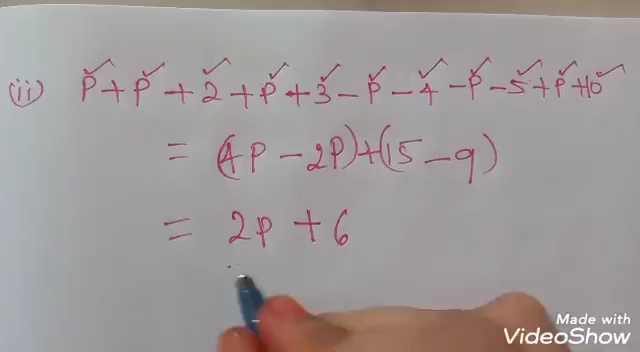 (ii) P + P + 2 + P + 3 - P - 4 - P - 5 + P + 10
= (4P - 2P) + (15 - 9)
= 2P + 6
Made with
VideoShow